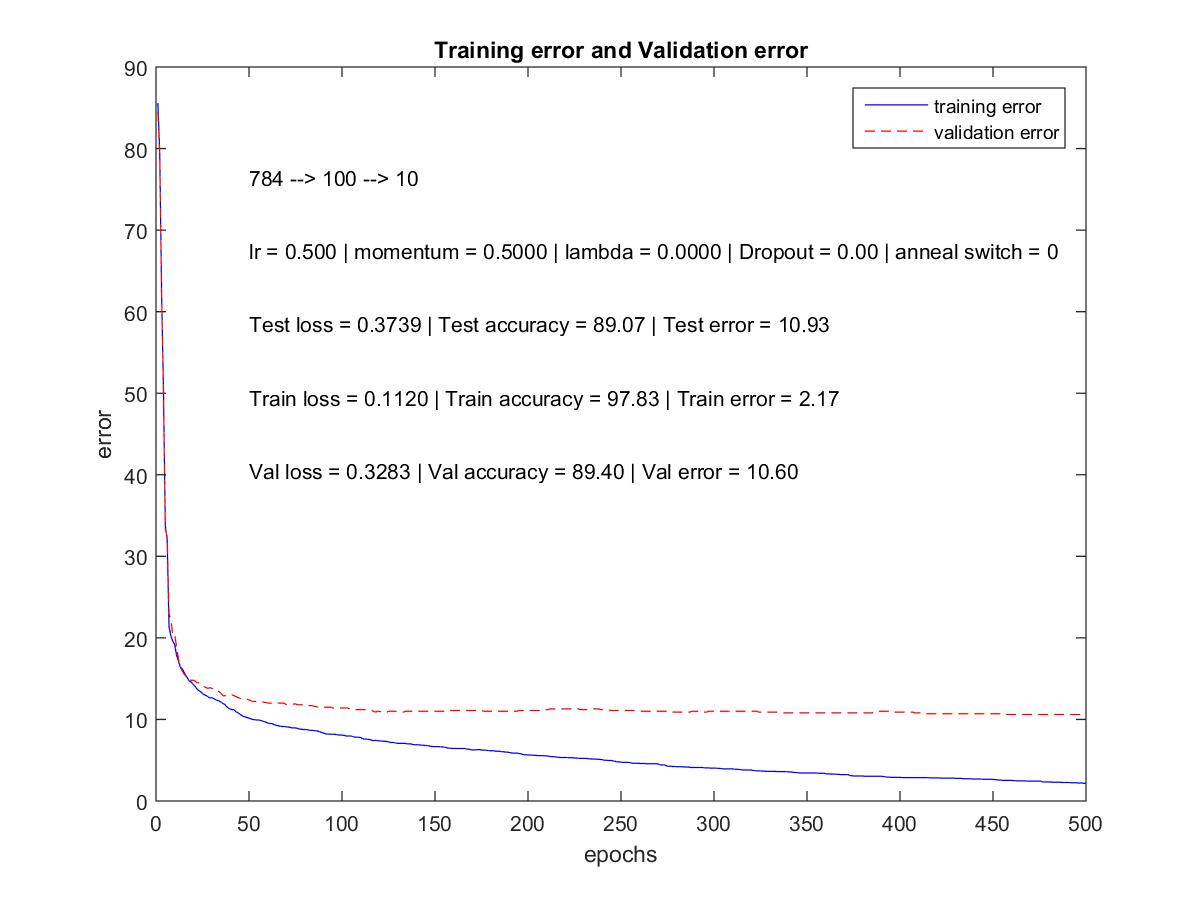 Training error and Validation error
90
80
70
60
50
40
30
20
10
0
error
training error
validation error
784 --> 100 --> 10
lr = 0.500 | momentum = 0.5000 | lambda = 0.0000 | Dropout = 0.00 | anneal switch = 0
Test loss = 0.3739 | Test accuracy = 89.07 | Test error = 10.93
Train loss = 0.1120 | Train accuracy = 97.83 | Train error = 2.17
Val loss = 0.3283 | Val accuracy = 89.40 | Val error = 10.60
0 50 100 150 200 250 300 350 400 450 500
epochs